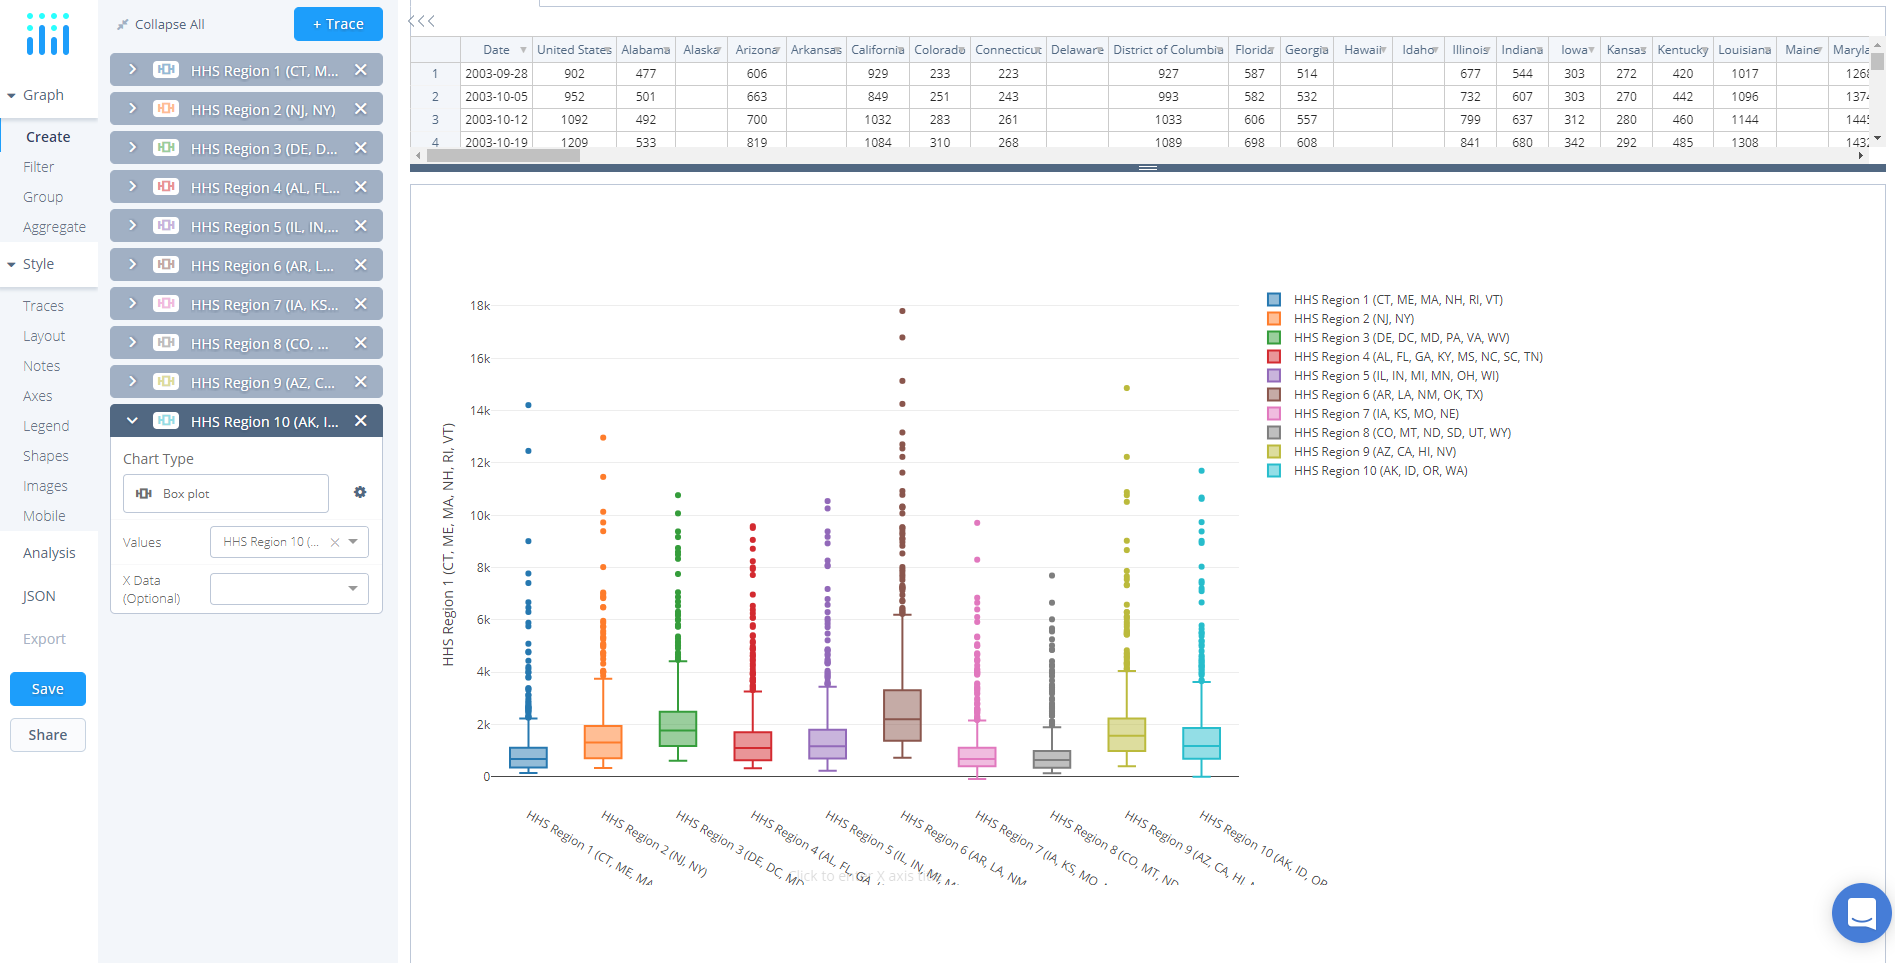 Collapse All
+ Trace
Graph
Create
Filter
Group
Aggregate
Style
Traces
Layout
Notes
Axes
Legend
Shapes
Images
Mobile
Analysis
JSON
Export
Save
Share
HHS Region 1 (CT, M...
HHS Region 2 (NJ, NY)
HHS Region 3 (DE, D...
HHS Region 4 (AL, FL...
HHS Region 5 (IL, IN,...
HHS Region 6 (AR, L...
HHS Region 7 (IA, KS...
HHS Region 8 (CO, ...
HHS Region 9 (AZ, C...
HHS Region 10 (AK, I...
Chart Type
Box plot
Values
HHS Region 10 (...
X Data
(Optional)
Date United States Alabama Alaska Arizona Arkansas California Colorado Connecticut Delaware District of Columbia Florida Georgia Hawaii Idaho Illinois Indiana Iowa Kansas Kentucky Louisiana Maine Maryla
1 2003-09-28 902 477 606 929 233 223 927 587 514 677 544 303 272 420 1017 1268
2 2003-10-05 952 501 663 849 251 243 993 582 532 732 607 303 270 442 1096 1374
3 2003-10-12 1092 492 700 1032 283 261 1033 606 557 799 637 312 280 460 1144 1445
4 2003-10-19 1209 533 819 1084 310 268 1089 698 608 841 680 342 292 485 1308 1432
HHS Region 1 (CT, ME, MA, NH, RI, VT)
18k
16k
14k
12k
10k
8k
6k
4k
2k
0
HHS Region 1 (CT, ME, MA
HHS Region 2 (NJ, NY)
HHS Region 3 (DE, DC, MD
HHS Region 4 (AL, FL, GA,
HHS Region 5 (IL, IN, MI, M
HHS Region 6 (AR, LA, NM
HHS Region 7 (IA, KS, MO,
HHS Region 8 (CO, MT, ND
HHS Region 9 (AZ, CA, HI,
HHS Region 10 (AK, ID, OR
Click to enter X axis
HHS Region 1 (CT, ME, MA, NH, RI, VT)
HHS Region 2 (NJ, NY)
HHS Region 3 (DE, DC, MD, PA, VA, WV)
HHS Region 4 (AL, FL, GA, KY, MS, NC, SC, TN)
HHS Region 5 (IL, IN, MI, MN, OH, WI)
HHS Region 6 (AR, LA, NM, OK, TX)
HHS Region 7 (IA, KS, MO, NE)
HHS Region 8 (CO, MT, ND, SD, UT, WY)
HHS Region 9 (AZ, CA, HI, NV)
HHS Region 10 (AK, ID, OR, WA)